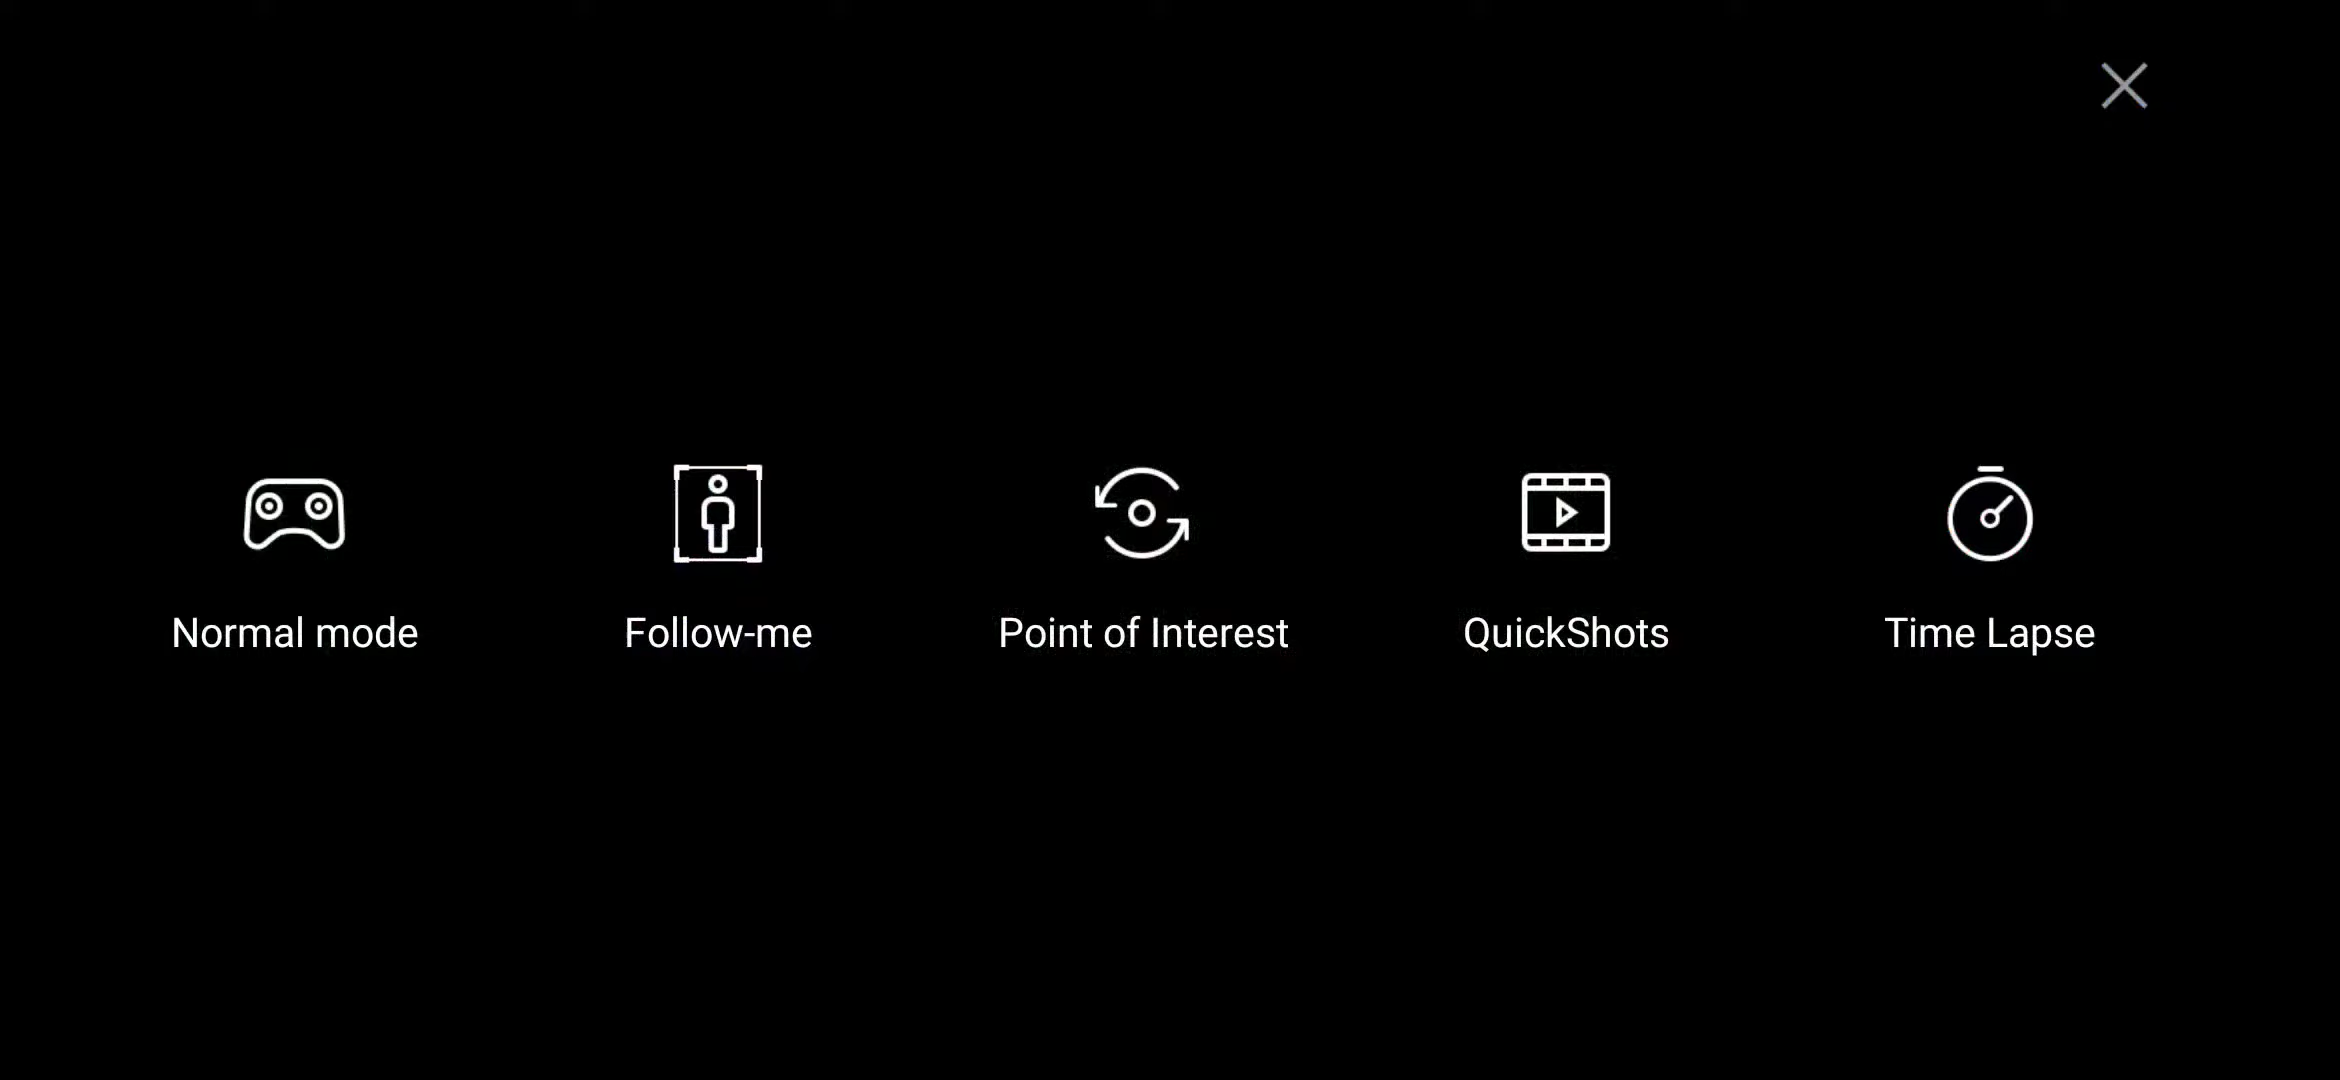 Normal mode
Follow-me
Point of Interest
QuickShots
Time Lapse